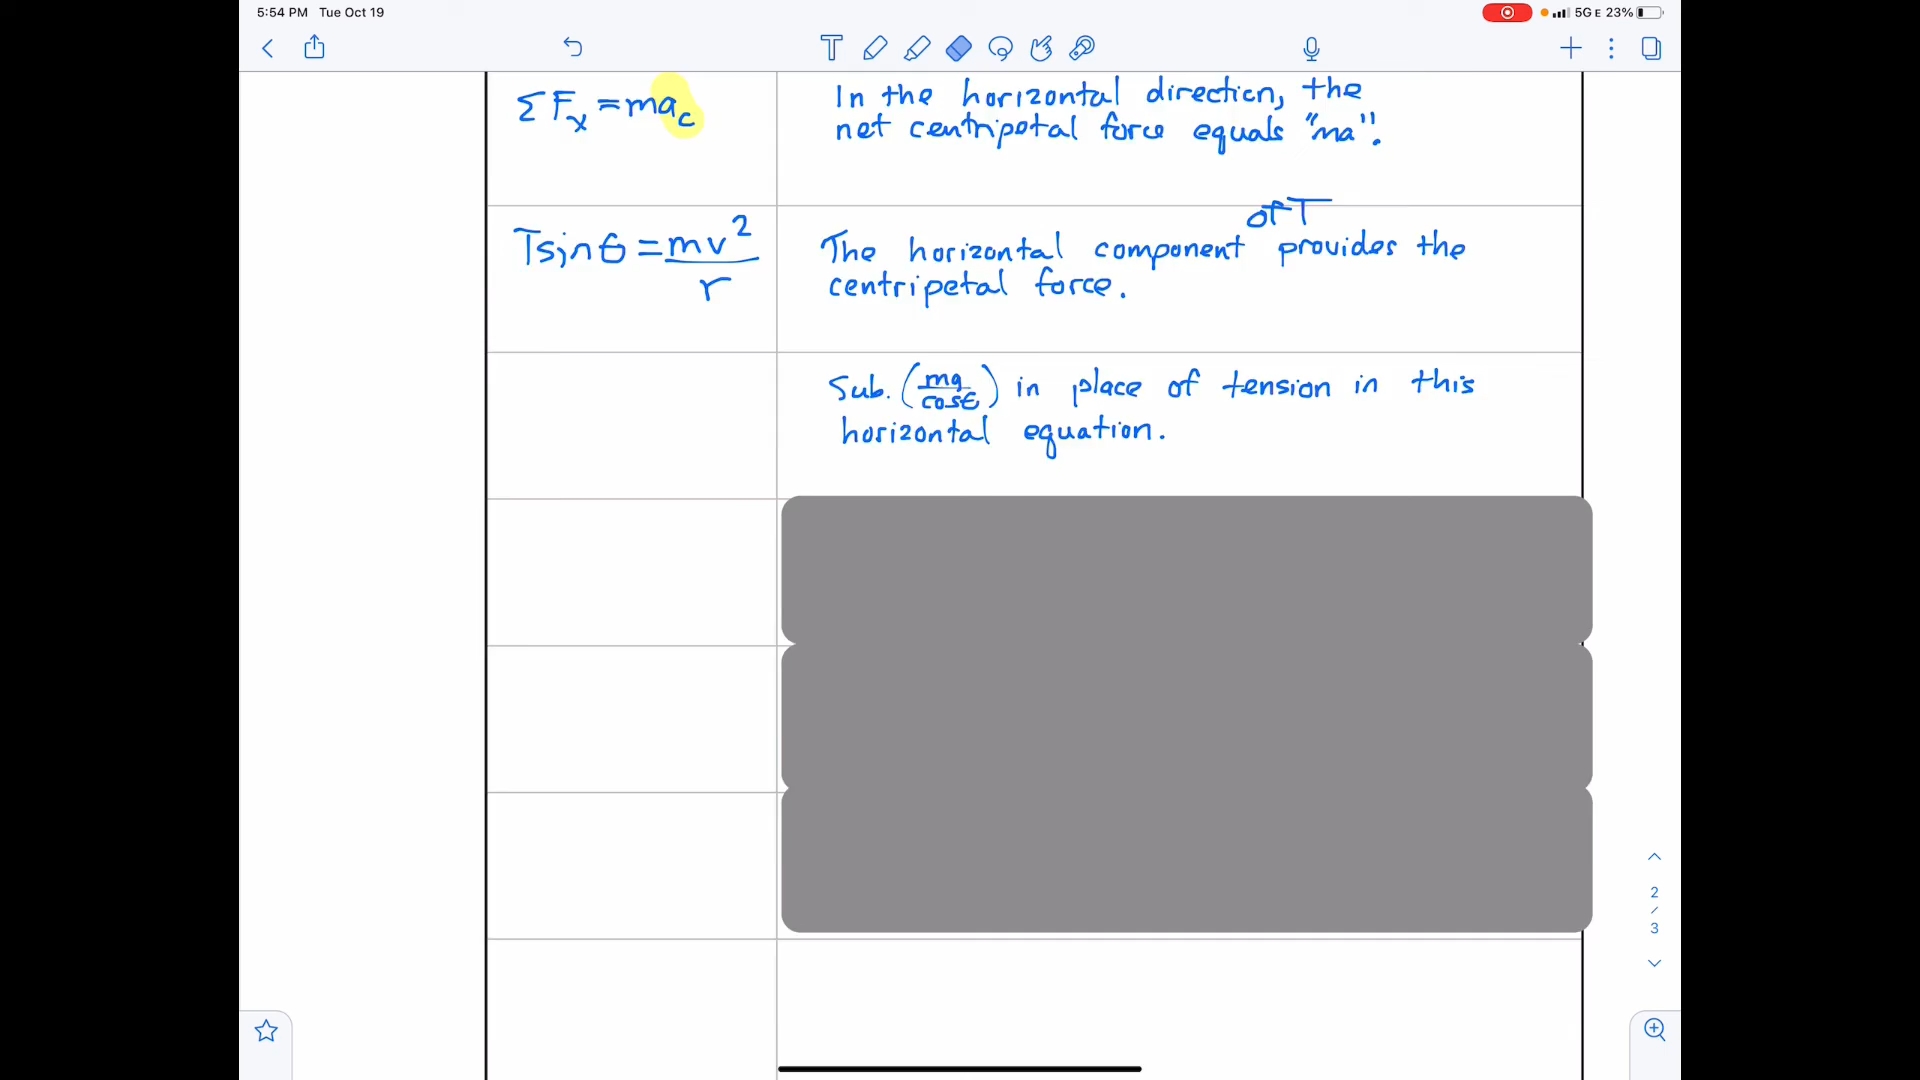 5:54 PM Tue Oct 19
5G E 23%
ΣFₓ = ma_c
In the horizontal direction, the
net centripetal force equals "ma".
Tsinθ = mv²/r
of T
The horizontal component provides the
centripetal force.
Sub. (mg/cosθ) in place of tension in this
horizontal equation.
2
/
3